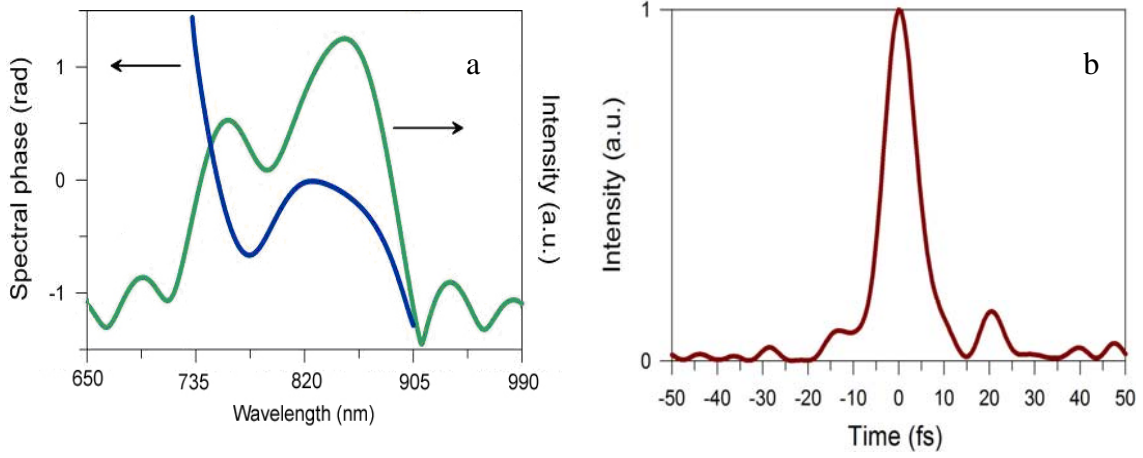 a
Spectral phase (rad)
1
0
-1
Intensity (a.u.)
650 735 820 905 990
Wavelength (nm)
b
Intensity (a.u.)
1
0
-50 -40 -30 -20 -10 0 10 20 30 40 50
Time (fs)